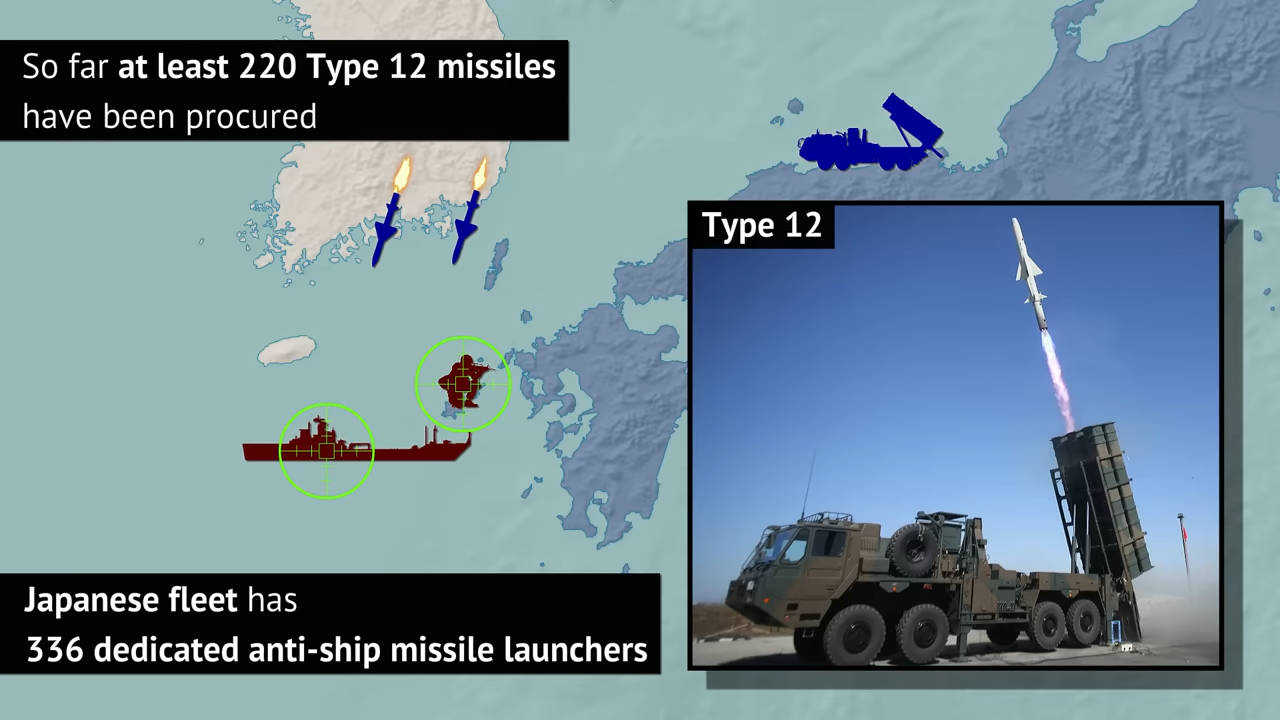 So far at least 220 Type 12 missiles
have been procured
Type 12
Japanese fleet has
336 dedicated anti-ship missile launchers